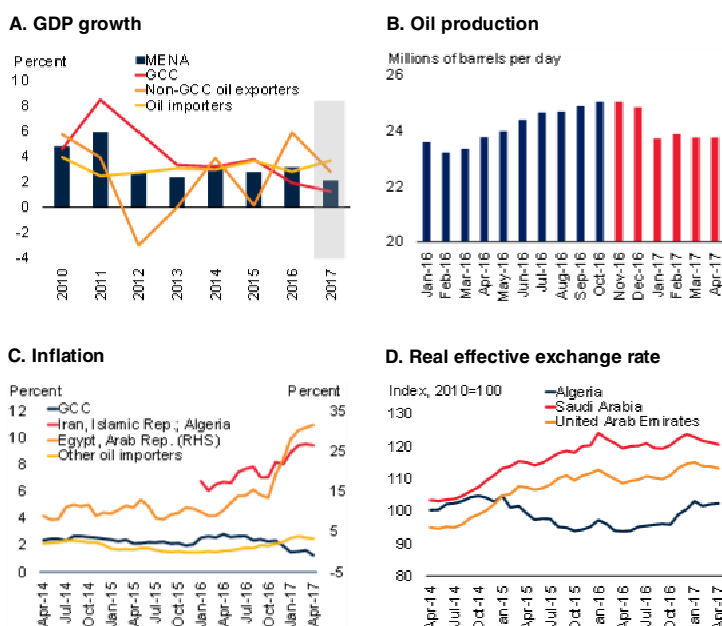 A. GDP growth
Percent
MENA
GCC
Non-GCC oil exporters
Oil importers
10
8
6
4
2
0
-2
-4
2010
2011
2012
2013
2014
2015
2016
2017
B. Oil production
Millions of barrels per day
26
24
22
20
Jan-16
Feb-16
Mar-16
Apr-16
May-16
Jun-16
Jul-16
Aug-16
Sep-16
Oct-16
Nov-16
Dec-16
Jan-17
Feb-17
Mar-17
Apr-17
C. Inflation
Percent
Percent
GCC
Iran, Islamic Rep.; Algeria
Egypt, Arab Rep. (RHS)
Other oil importers
12
10
8
6
4
2
0
35
25
15
5
-5
Apr-14
Jul-14
Oct-14
Jan-15
Apr-15
Jul-15
Oct-15
Jan-16
Apr-16
Jul-16
Oct-16
Jan-17
Apr-17
D. Real effective exchange rate
Index, 2010=100
Algeria
Saudi Arabia
United Arab Emirates
130
120
110
100
90
80
Apr-14
Jul-14
Oct-14
Jan-15
Apr-15
Jul-15
Oct-15
Jan-16
Apr-16
Jul-16
Oct-16
Jan-17
Apr-17